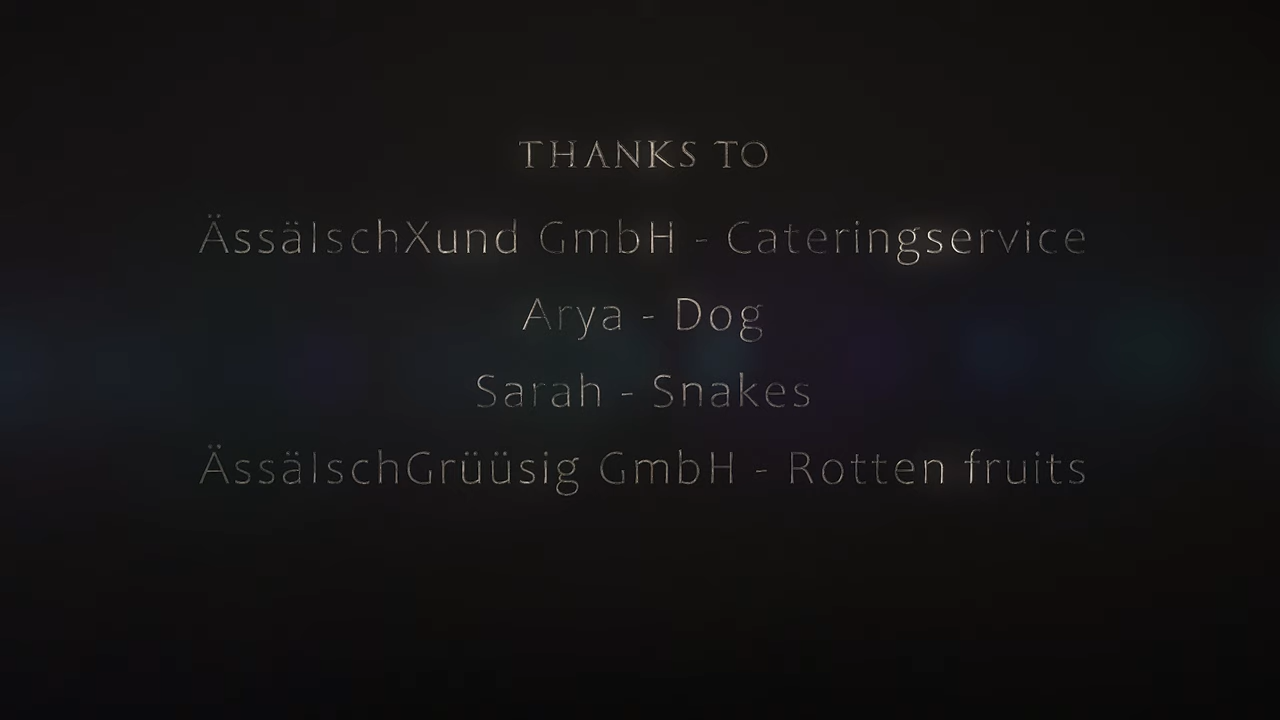 THANKS TO
ÄssälschXund GmbH - Cateringservice
Arya - Dog
Sarah - Snakes
ÄssälschGrüüsig GmbH - Rotten fruits